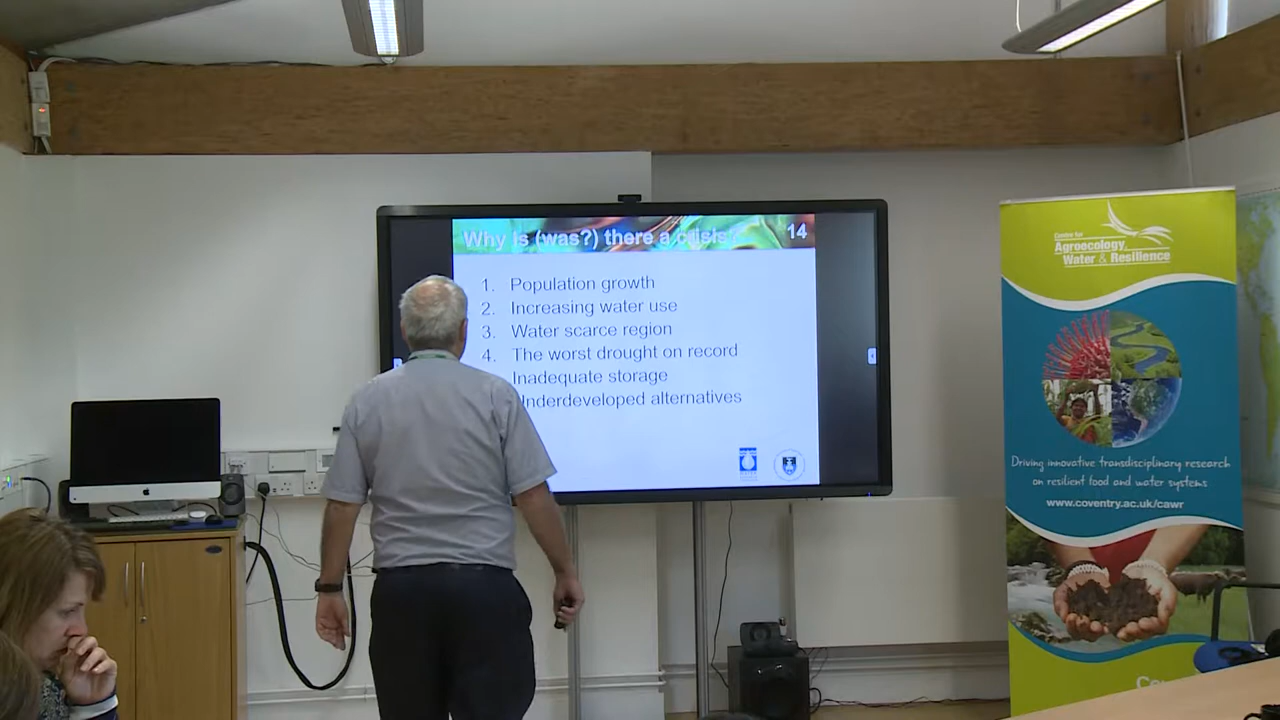 Why is (was?) there a crisis?
14
1. Population growth
2. Increasing water use
3. Water scarce region
4. The worst drought on record
Inadequate storage
Underdeveloped alternatives
Centre for
Agroecology,
Water & Resilience
Driving innovative transdisciplinary research
on resilient food and water systems
www.coventry.ac.uk/cawr